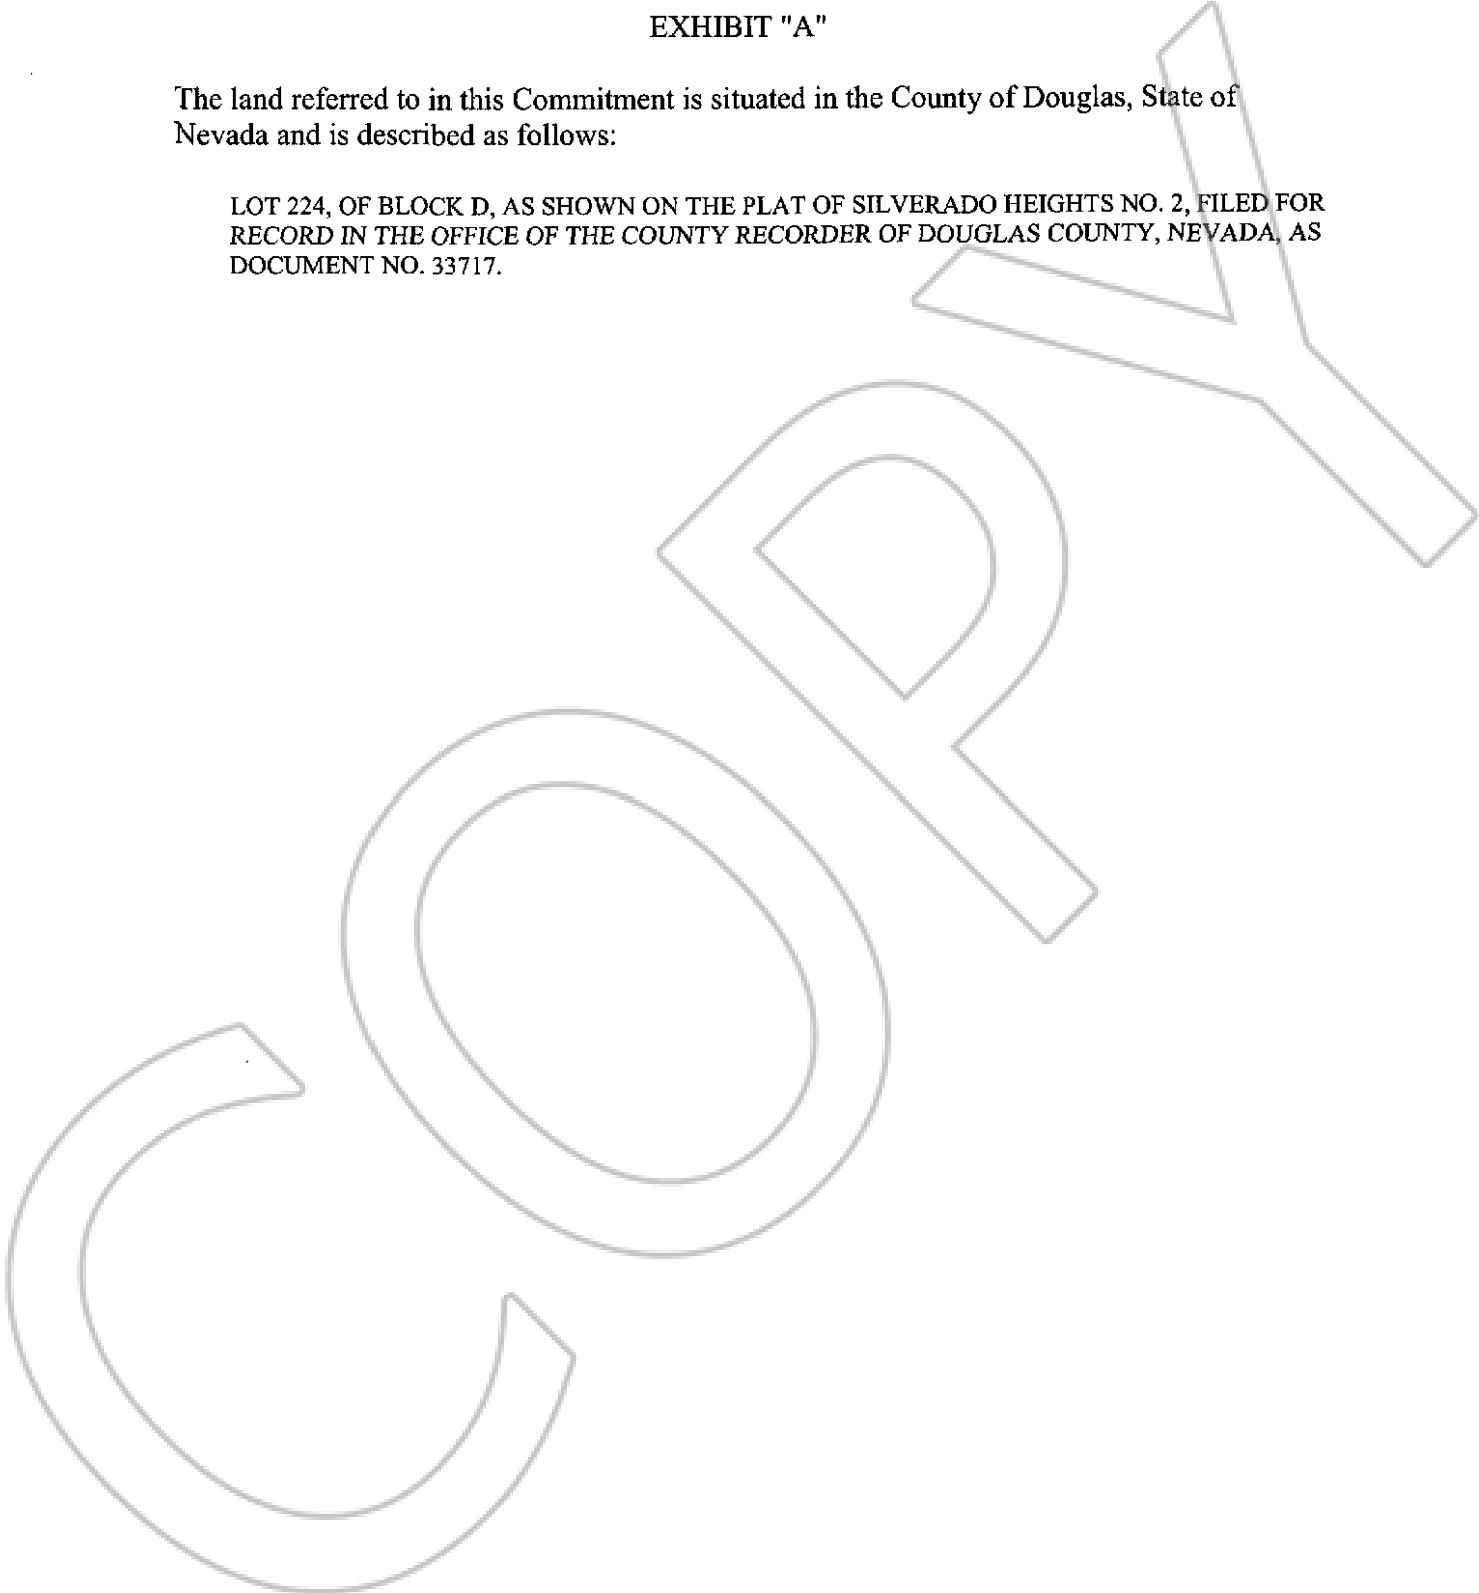 EXHIBIT "A"
The land referred to in this Commitment is situated in the County of Douglas, State of
Nevada and is described as follows:
LOT 224, OF BLOCK D, AS SHOWN ON THE PLAT OF SILVERADO HEIGHTS NO. 2, FILED FOR
RECORD IN THE OFFICE OF THE COUNTY RECORDER OF DOUGLAS COUNTY, NEVADA, AS
DOCUMENT NO. 33717.
COPY